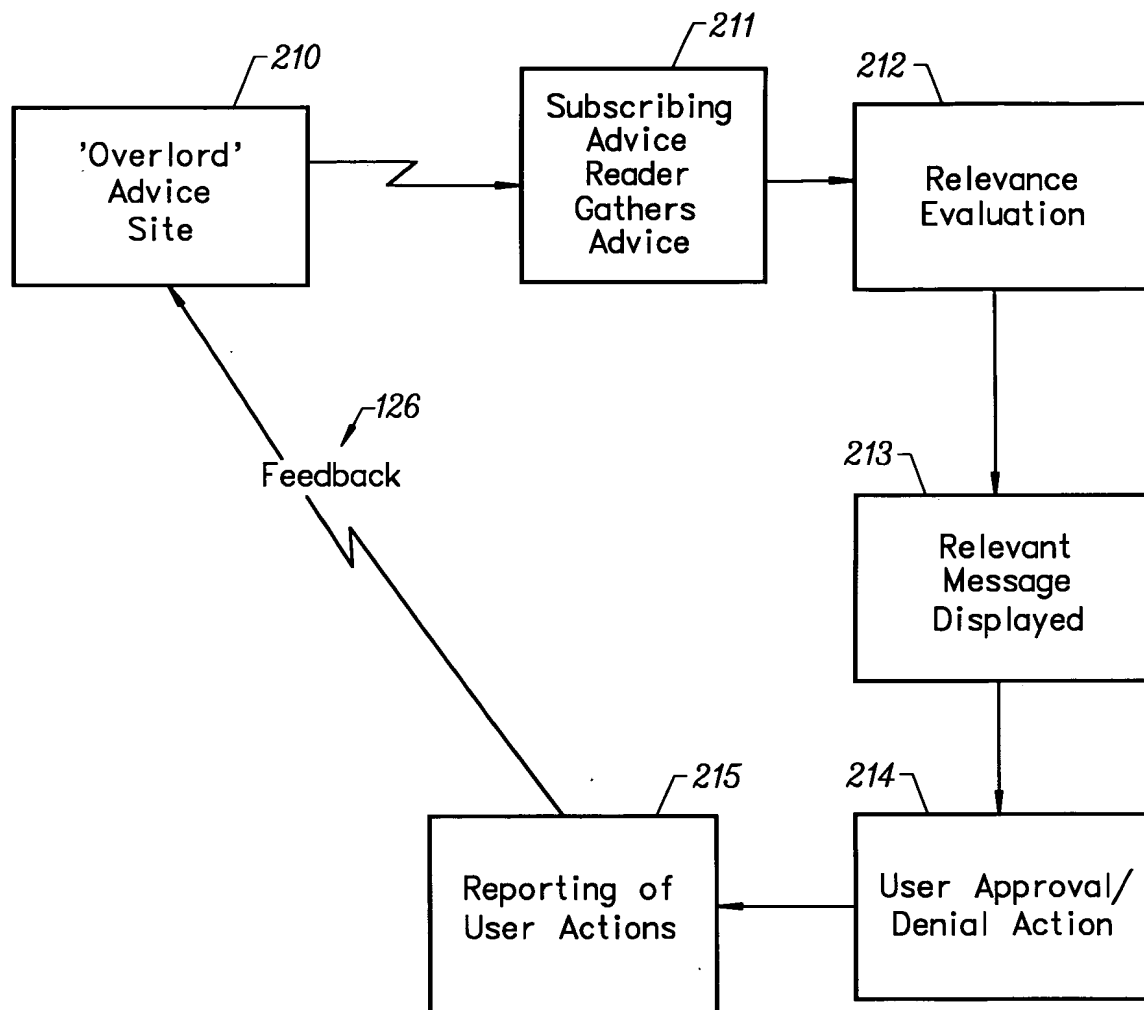 210
'Overlord'
Advice
Site
211
Subscribing
Advice
Reader
Gathers
Advice
212
Relevance
Evaluation
126
Feedback
213
Relevant
Message
Displayed
214
User Approval/
Denial Action
215
Reporting of
User Actions